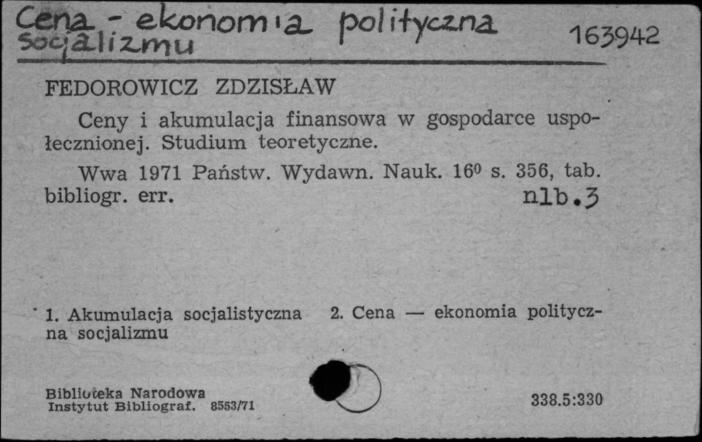 Cena - ekonomia polityczna
socjalizmu
163942
FEDOROWICZ ZDZISŁAW
Ceny i akumulacja finansowa w gospodarce uspo-
łecznionej. Studium teoretyczne.
Wwa 1971 Państw. Wydawn. Nauk. 16⁰ s. 356, tab.
bibliogr. err.
nlb.3
1. Akumulacja socjalistyczna 2. Cena — ekonomia politycz-
na socjalizmu
Biblioteka Narodowa
Instytut Bibliograf. 8553/71
338.5:330